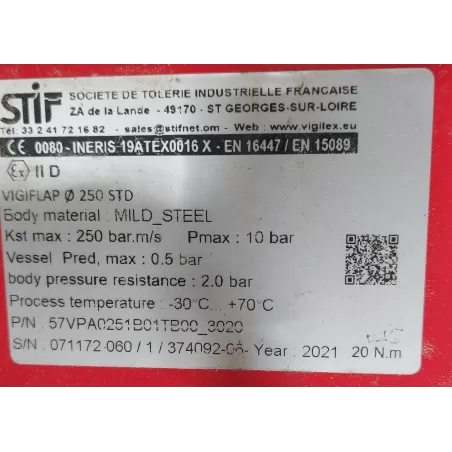 STIF
SOCIETE DE TOLERIE INDUSTRIELLE FRANCAISE
ZA de la Lande - 49170 - ST GEORGES-SUR-LOIRE
Tél: 33 2 41 72 16 82 - sales@stifnet.om - Web : www.vigilex.eu
CE 0080 - INERIS 19ATEX0016 X - EN 16447 / EN 15089
Ex II D
VIGIFLAP Ø 250 STD
Body material : MILD_STEEL
Kst max : 250 bar.m/s Pmax : 10 bar
Vessel Pred, max : 0.5 bar
body pressure resistance : 2.0 bar
Process temperature : -30°C... +70°C
P/N : 57VPA0251B01TB00_3020
S/N : 071172-060 / 1 / 374092-06- Year : 2021 20 N.m